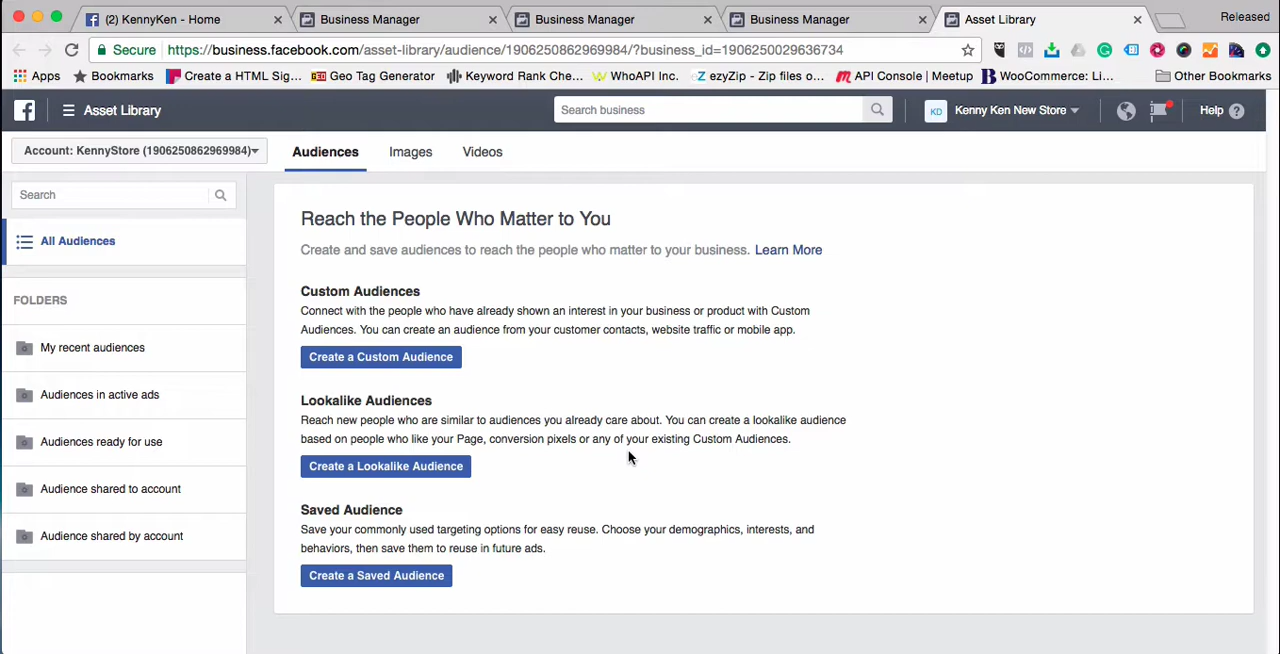 (2) KennyKen - Home
Business Manager
Business Manager
Business Manager
Asset Library
Released
Secure https://business.facebook.com/asset-library/audience/1906250862969984/?business_id=1906250029636734
Apps Bookmarks Create a HTML Sig... Geo Tag Generator Keyword Rank Che... WhoAPI Inc. ezyZip - Zip files o... API Console | Meetup WooCommerce: Li... Other Bookmarks
Asset Library
Search business
KD Kenny Ken New Store
Help ?
Account: KennyStore (1906250862969984)
Audiences Images Videos
Search
All Audiences
FOLDERS
My recent audiences
Audiences in active ads
Audiences ready for use
Audience shared to account
Audience shared by account
Reach the People Who Matter to You
Create and save audiences to reach the people who matter to your business. Learn More
Custom Audiences
Connect with the people who have already shown an interest in your business or product with Custom
Audiences. You can create an audience from your customer contacts, website traffic or mobile app.
Create a Custom Audience
Lookalike Audiences
Reach new people who are similar to audiences you already care about. You can create a lookalike audience
based on people who like your Page, conversion pixels or any of your existing Custom Audiences.
Create a Lookalike Audience
Saved Audience
Save your commonly used targeting options for easy reuse. Choose your demographics, interests, and
behaviors, then save them to reuse in future ads.
Create a Saved Audience